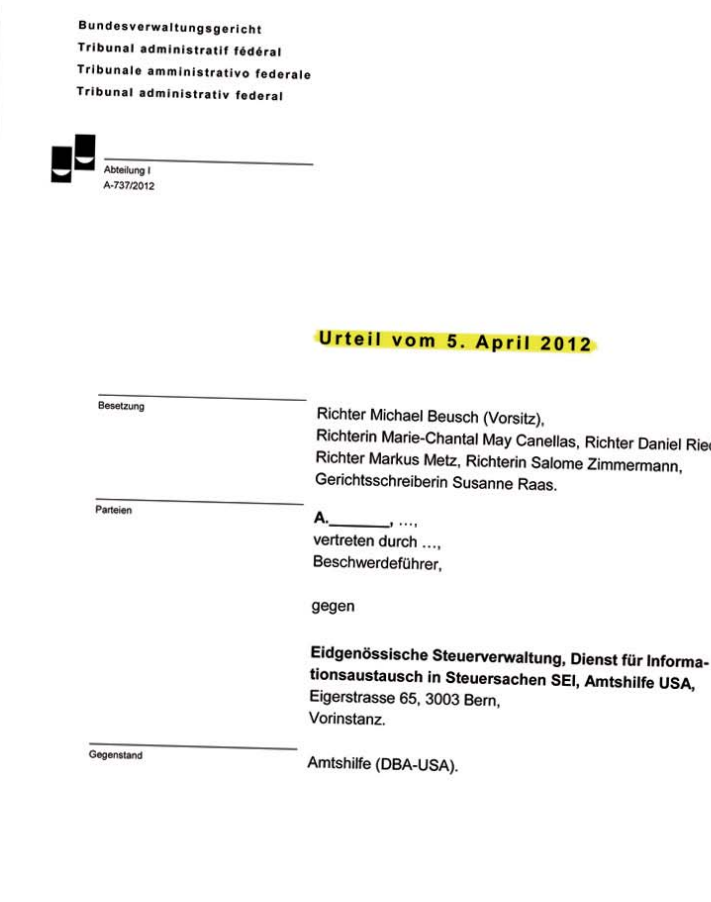 Bundesverwaltungsgericht
Tribunal administratif fédéral
Tribunale amministrativo federale
Tribunal administrativ federal
Abteilung I
A-737/2012
Urteil vom 5. April 2012
Besetzung
Richter Michael Beusch (Vorsitz),
Richterin Marie-Chantal May Canellas, Richter Daniel
Richter Markus Metz, Richterin Salome Zimmermann,
Gerichtsschreiberin Susanne Raas.
Parteien
A._______, ...,
vertreten durch ...,
Beschwerdeführer,
gegen
Eidgenössische Steuerverwaltung, Dienst für Informa-
tionsaustausch in Steuersachen SEI, Amtshilfe USA,
Eigerstrasse 65, 3003 Bern,
Vorinstanz.
Gegenstand
Amtshilfe (DBA-USA).